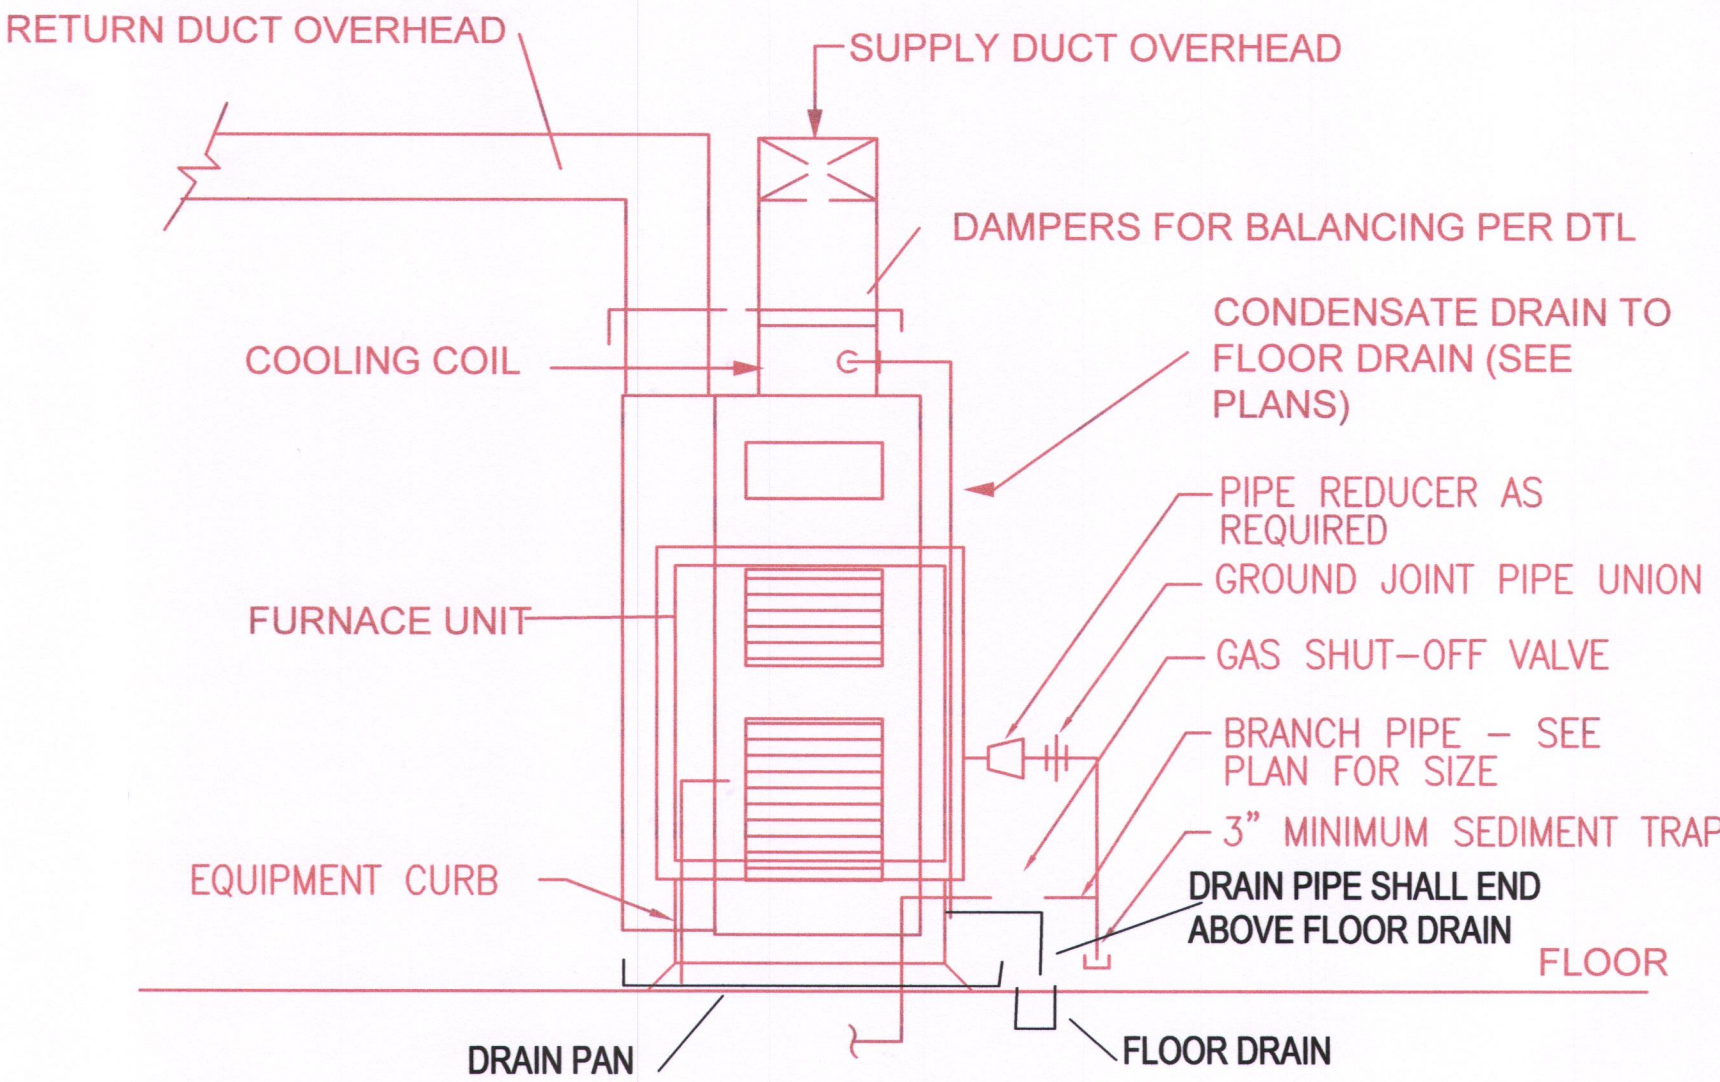 RETURN DUCT OVERHEAD
SUPPLY DUCT OVERHEAD
DAMPERS FOR BALANCING PER DTL
CONDENSATE DRAIN TO
FLOOR DRAIN (SEE
PLANS)
COOLING COIL
PIPE REDUCER AS
REQUIRED
GROUND JOINT PIPE UNION
FURNACE UNIT
GAS SHUT-OFF VALVE
BRANCH PIPE – SEE
PLAN FOR SIZE
3" MINIMUM SEDIMENT TRAP
EQUIPMENT CURB
DRAIN PIPE SHALL END
ABOVE FLOOR DRAIN
FLOOR
DRAIN PAN
FLOOR DRAIN